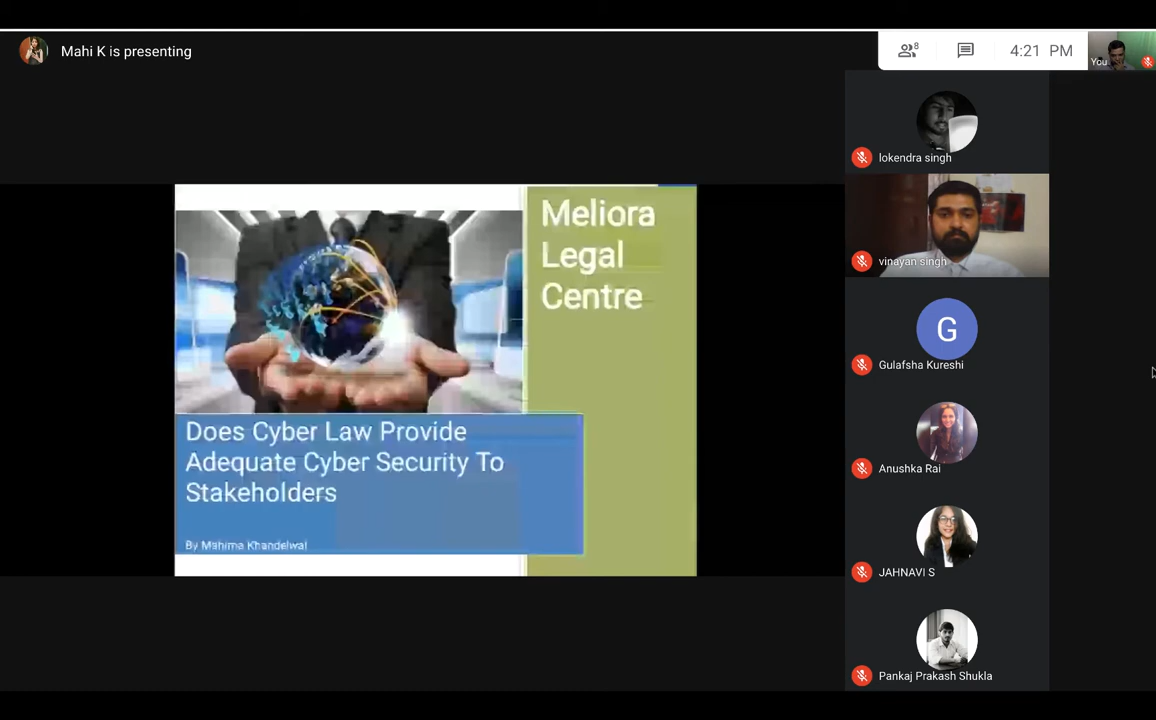 Mahi K is presenting
8
4:21 PM
You
lokendra singh
vinayan singh
G
Gulafsha Kureshi
Anushka Rai
JAHNAVI S
Pankaj Prakash Shukla
Meliora
Legal
Centre
Does Cyber Law Provide
Adequate Cyber Security To
Stakeholders
By Mahima Khandelwal